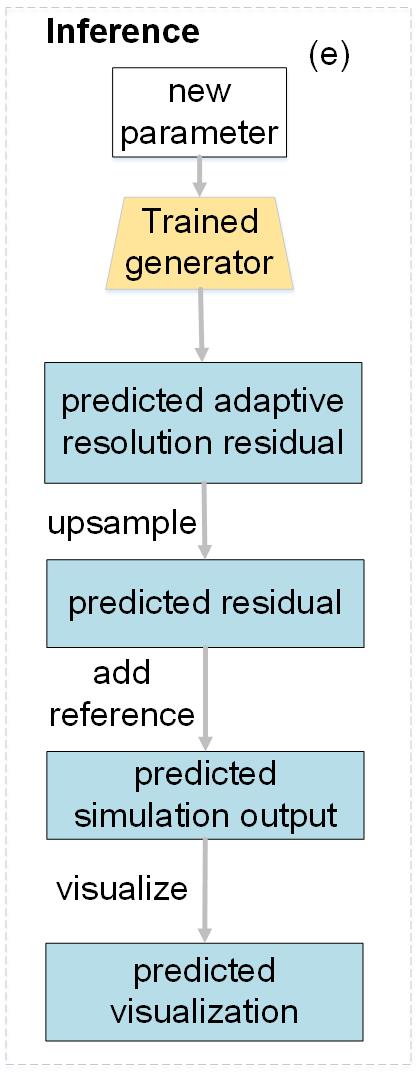 Inference
(e)
new
parameter
Trained
generator
predicted adaptive
resolution residual
upsample
predicted residual
add
reference
predicted
simulation output
visualize
predicted
visualization